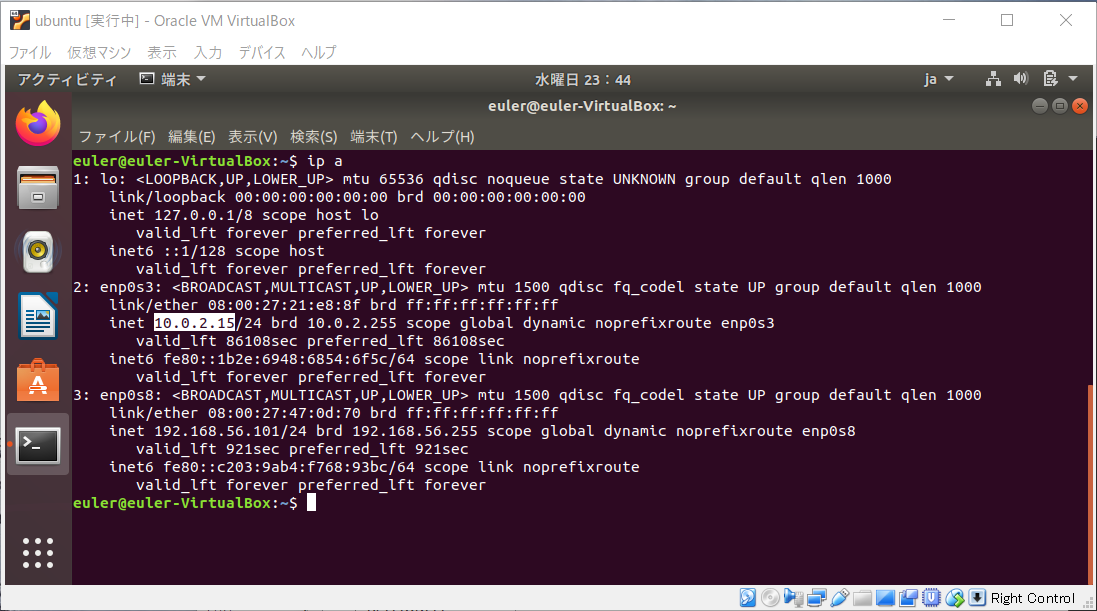 ubuntu [実行中] - Oracle VM VirtualBox
ファイル 仮想マシン 表示 入力 デバイス ヘルプ
アクティビティ 端末 水曜日 23：44 ja
euler@euler-VirtualBox: ~
ファイル(F) 編集(E) 表示(V) 検索(S) 端末(T) ヘルプ(H)
euler@euler-VirtualBox:~$ ip a
1: lo: <LOOPBACK,UP,LOWER_UP> mtu 65536 qdisc noqueue state UNKNOWN group default qlen 1000
link/loopback 00:00:00:00:00:00 brd 00:00:00:00:00:00
inet 127.0.0.1/8 scope host lo
valid_lft forever preferred_lft forever
inet6 ::1/128 scope host
valid_lft forever preferred_lft forever
2: enp0s3: <BROADCAST,MULTICAST,UP,LOWER_UP> mtu 1500 qdisc fq_codel state UP group default qlen 1000
link/ether 08:00:27:21:e8:8f brd ff:ff:ff:ff:ff:ff
inet 10.0.2.15/24 brd 10.0.2.255 scope global dynamic noprefixroute enp0s3
valid_lft 86108sec preferred_lft 86108sec
inet6 fe80::1b2e:6948:6854:6f5c/64 scope link noprefixroute
valid_lft forever preferred_lft forever
3: enp0s8: <BROADCAST,MULTICAST,UP,LOWER_UP> mtu 1500 qdisc fq_codel state UP group default qlen 1000
link/ether 08:00:27:47:0d:70 brd ff:ff:ff:ff:ff:ff
inet 192.168.56.101/24 brd 192.168.56.255 scope global dynamic noprefixroute enp0s8
valid_lft 921sec preferred_lft 921sec
inet6 fe80::c203:9ab4:f768:93bc/64 scope link noprefixroute
valid_lft forever preferred_lft forever
euler@euler-VirtualBox:~$
Right Control